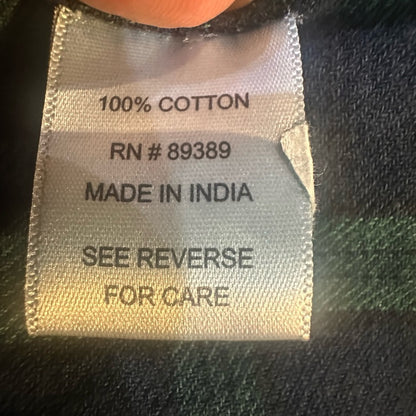 100% COTTON
RN # 89389
MADE IN INDIA
SEE REVERSE
FOR CARE